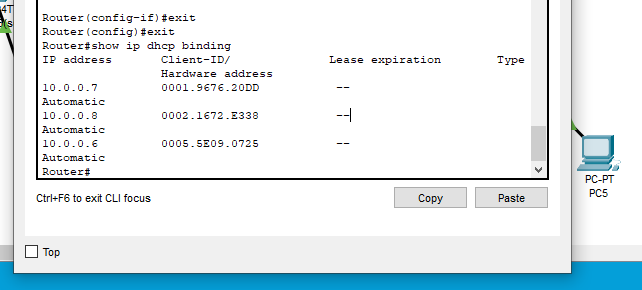 4T
/s
Router(config-if)#exit
Router(config)#exit
Router#show ip dhcp binding
IP address Client-ID/ Lease expiration Type
Hardware address
10.0.0.7 0001.9676.20DD --
Automatic
10.0.0.8 0002.1672.E338 --
Automatic
10.0.0.6 0005.5E09.0725 --
Automatic
Router#
Ctrl+F6 to exit CLI focus
Copy
Paste
PC-PT
PC5
Top